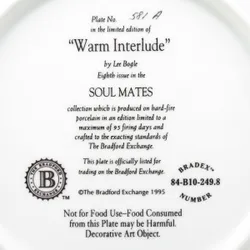 Plate No. 581 A
in the limited edition of
"Warm Interlude"
by Lee Bogle
Eighth issue in the
SOUL MATES
collection which is produced on hard-fire
porcelain in an edition limited to a
maximum of 95 firing days and
crafted to the exacting standards of
The Bradford Exchange.
This plate is officially listed for
trading on the Bradford Exchange.
B
BRADEX
84-B10-249.8
NUMBER
©The Bradford Exchange 1995
Not for Food Use–Food Consumed
from this Plate may be Harmful.
Decorative Art Object.